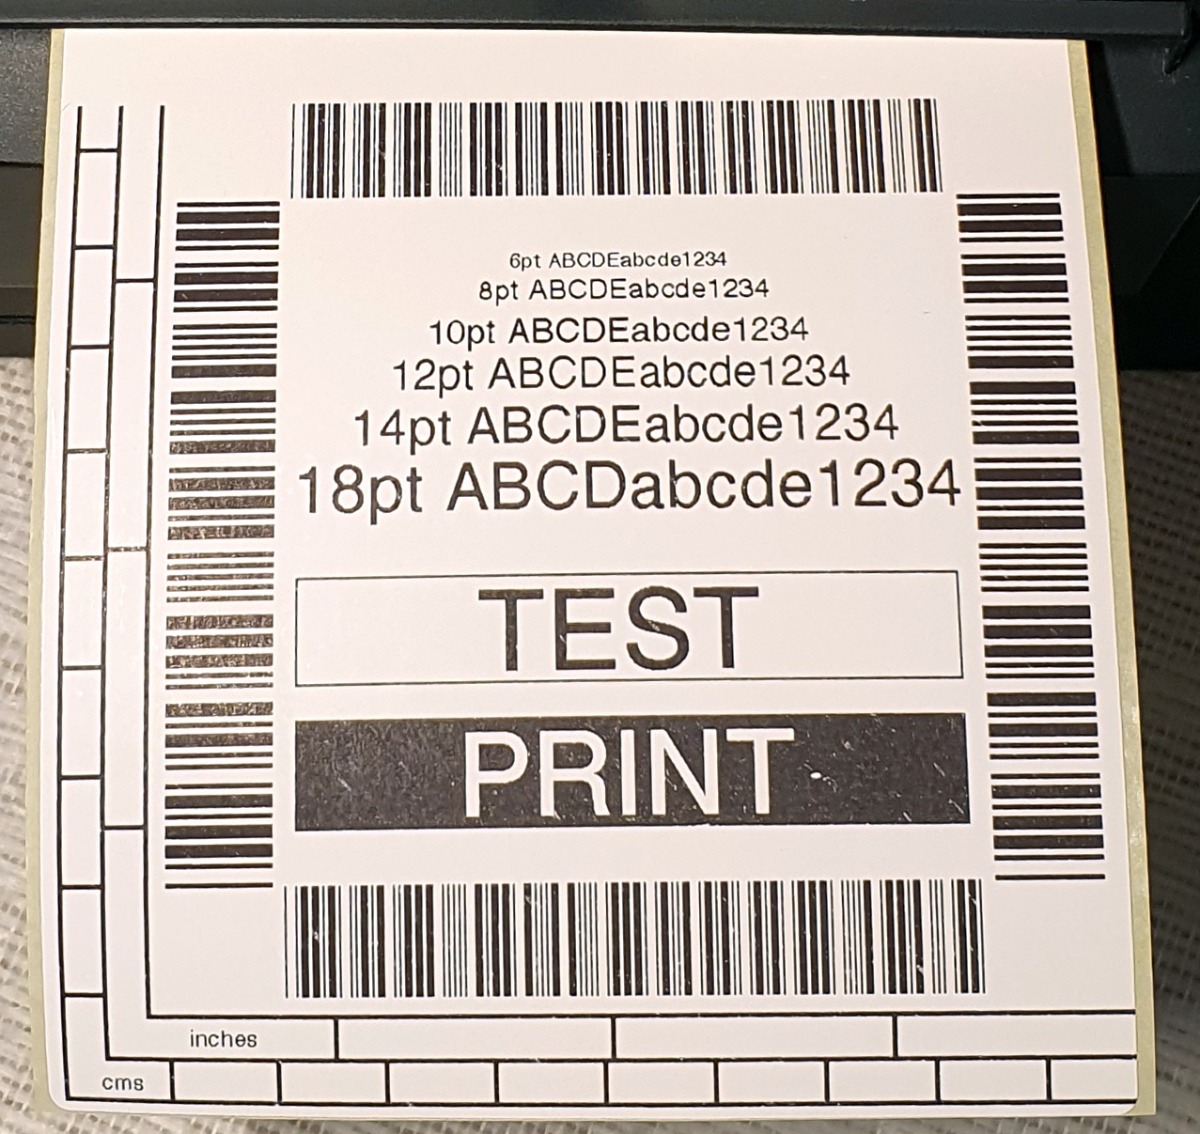 6pt ABCDEabcde1234
8pt ABCDEabcde1234
10pt ABCDEabcde1234
12pt ABCDEabcde1234
14pt ABCDEabcde1234
18pt ABCDabcde1234
TEST
PRINT
inches
cms